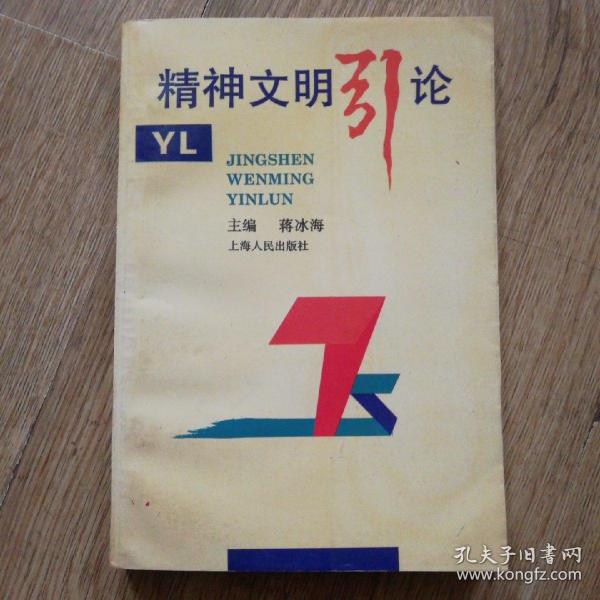 精神文明引论
YL
JINGSHEN
WENMING
YINLUN
主编 蒋冰海
上海人民出版社
孔夫子旧书网
www.kongfz.com